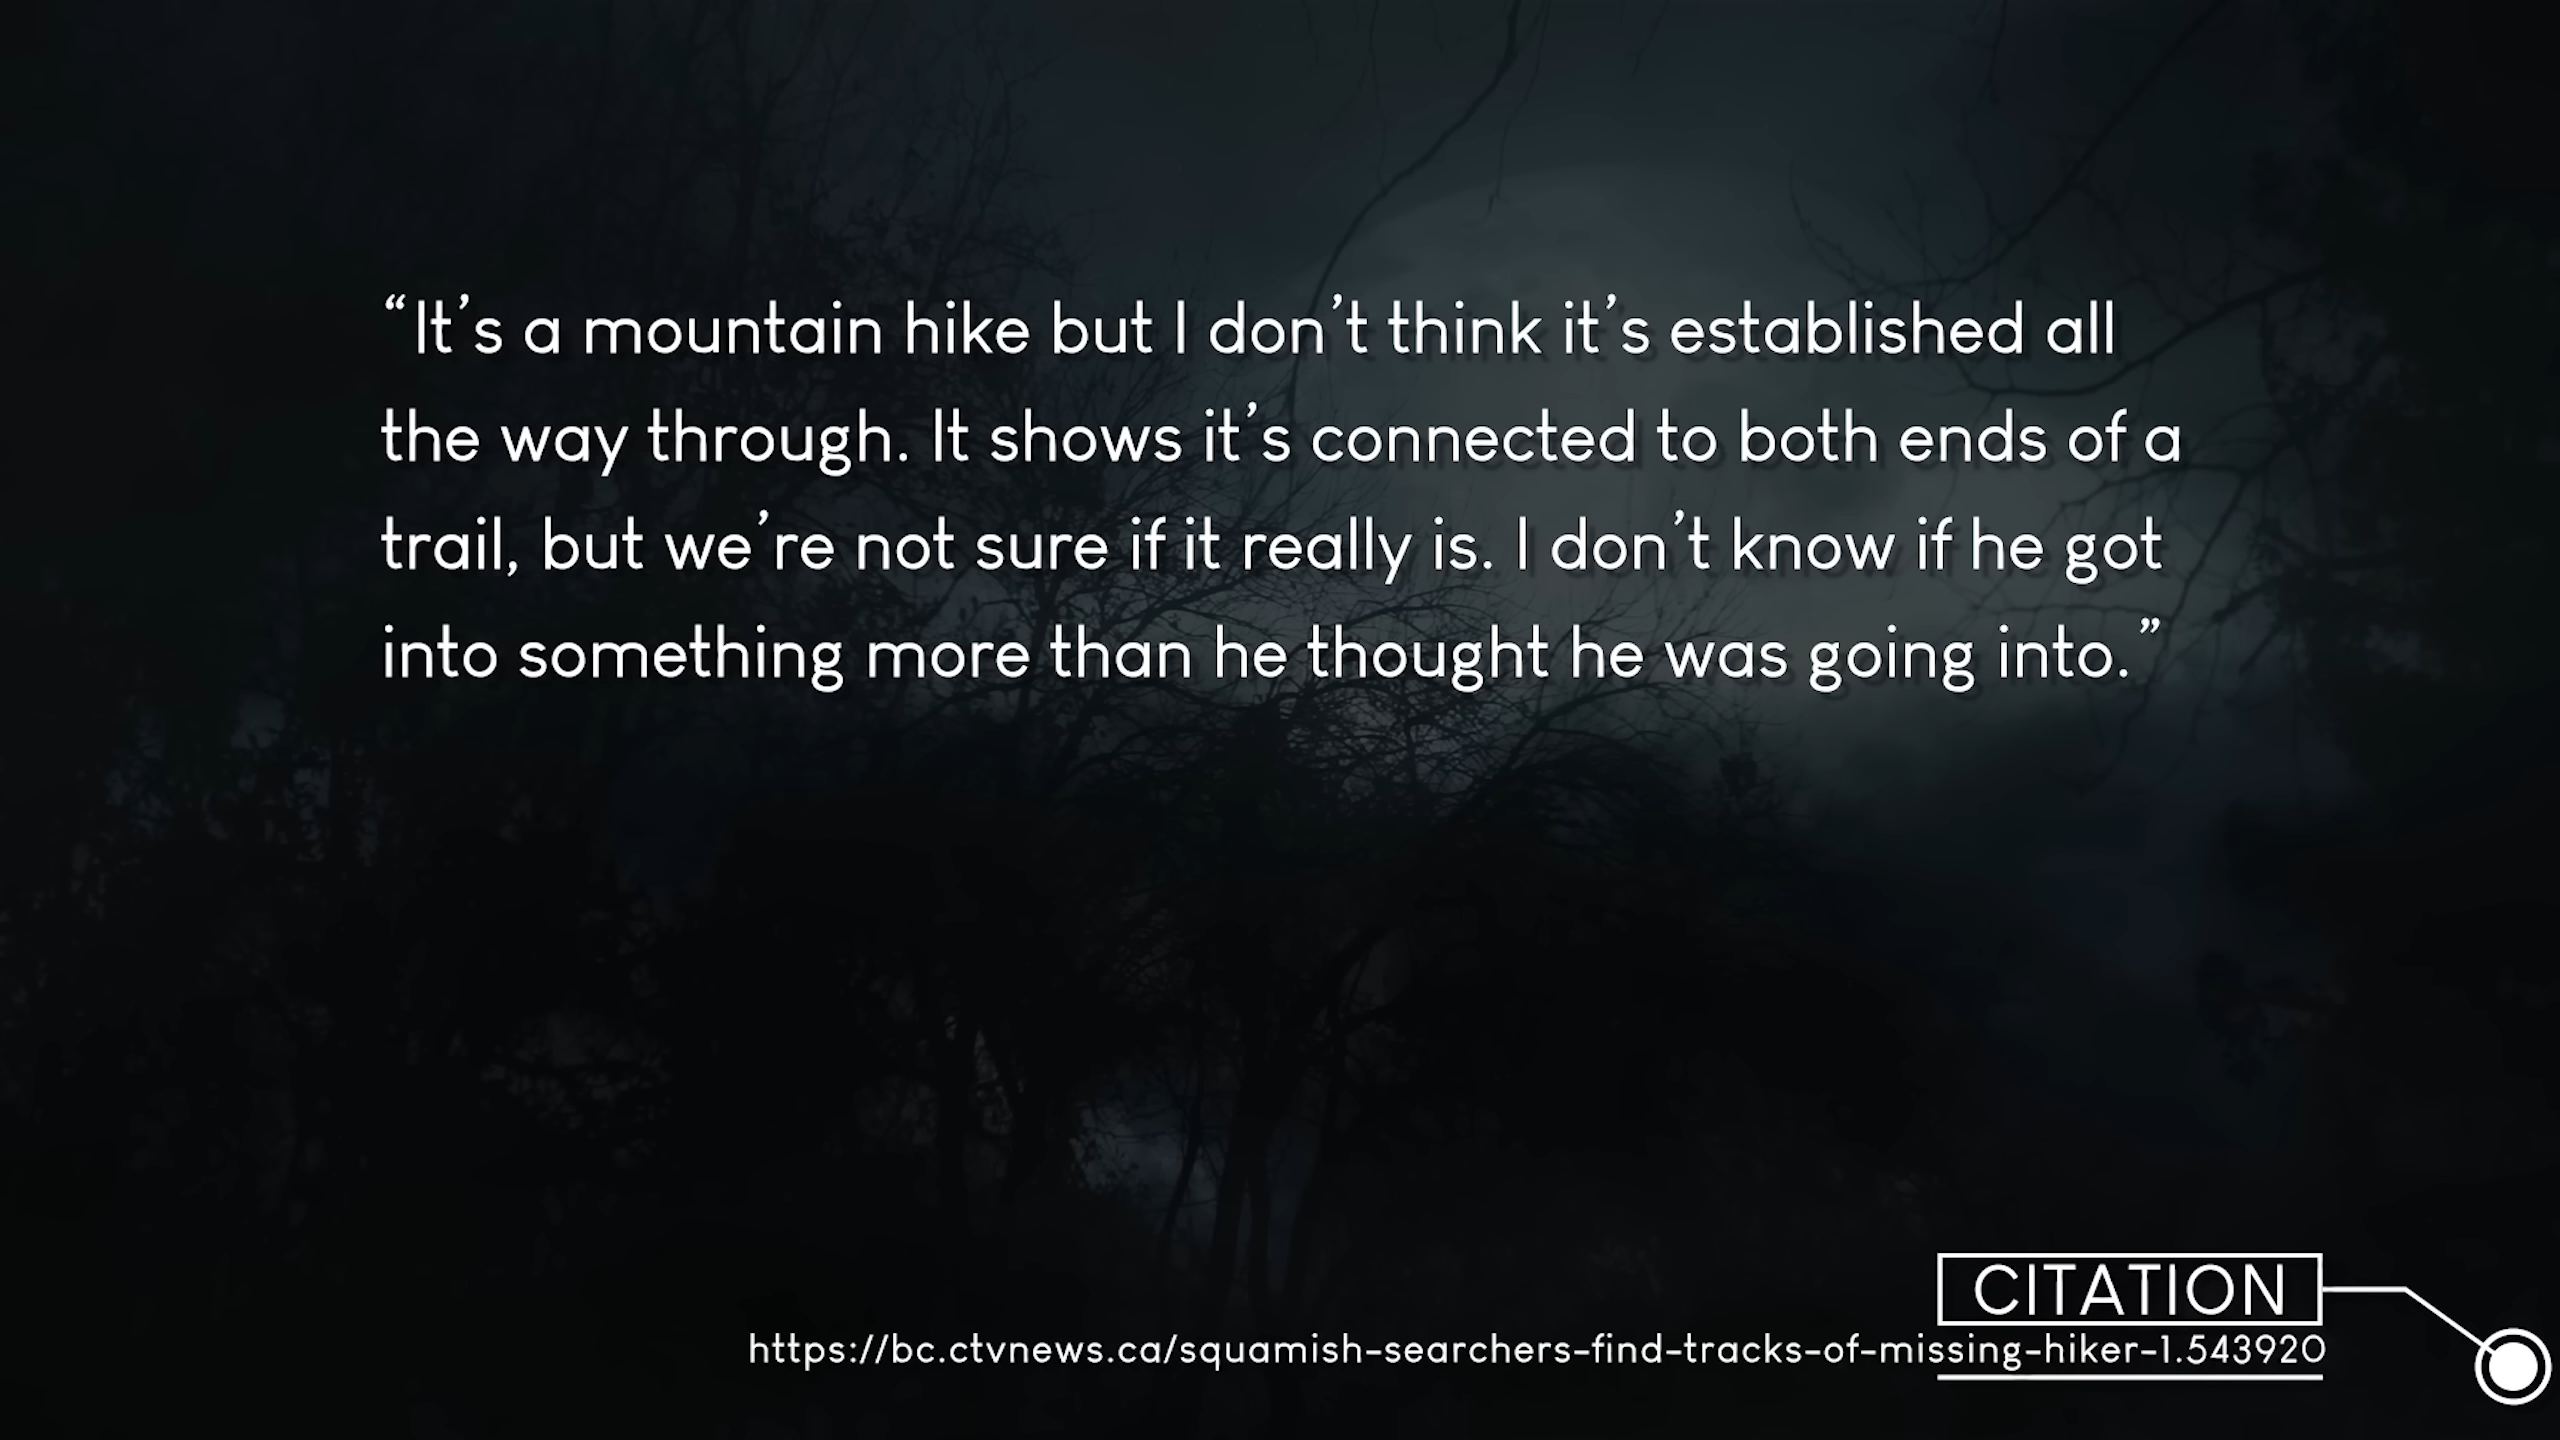 “It’s a mountain hike but I don’t think it’s established all
the way through. It shows it’s connected to both ends of a
trail, but we’re not sure if it really is. I don’t know if he got
into something more than he thought he was going into.”
CITATION
https://bc.ctvnews.ca/squamish-searchers-find-tracks-of-missing-hiker-1.543920